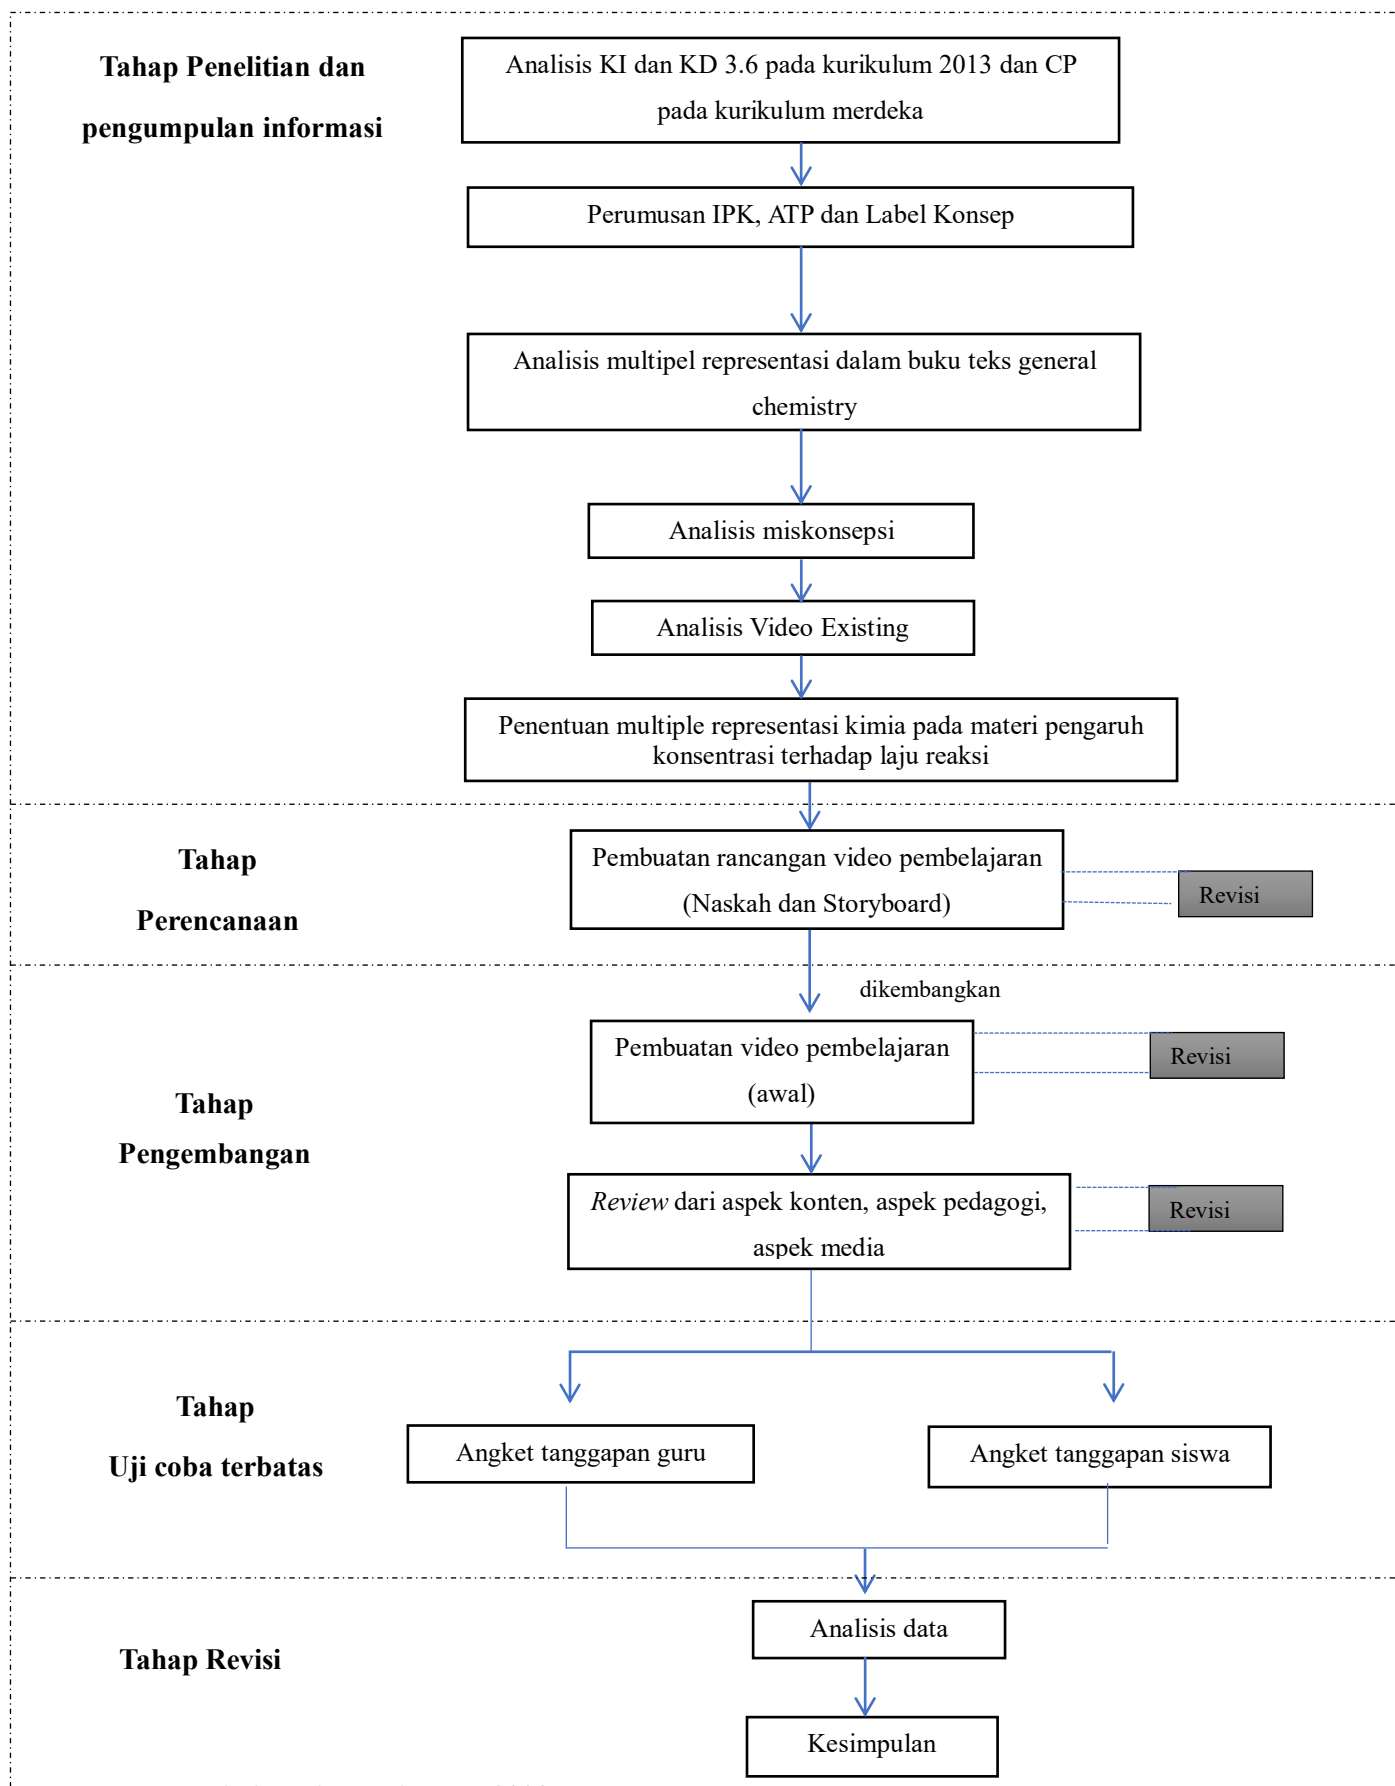 Tahap Penelitian dan
pengumpulan informasi
Analisis KI dan KD 3.6 pada kurikulum 2013 dan CP
pada kurikulum merdeka
Perumusan IPK, ATP dan Label Konsep
Analisis multipel representasi dalam buku teks general
chemistry
Analisis miskonsepsi
Analisis Video Existing
Penentuan multiple representasi kimia pada materi pengaruh
konsentrasi terhadap laju reaksi
Tahap
Perencanaan
Pembuatan rancangan video pembelajaran
(Naskah dan Storyboard)
Revisi
dikembangkan
Tahap
Pengembangan
Pembuatan video pembelajaran
(awal)
Revisi
Review dari aspek konten, aspek pedagogi,
aspek media
Revisi
Tahap
Uji coba terbatas
Angket tanggapan guru
Angket tanggapan siswa
Tahap Revisi
Analisis data
Kesimpulan